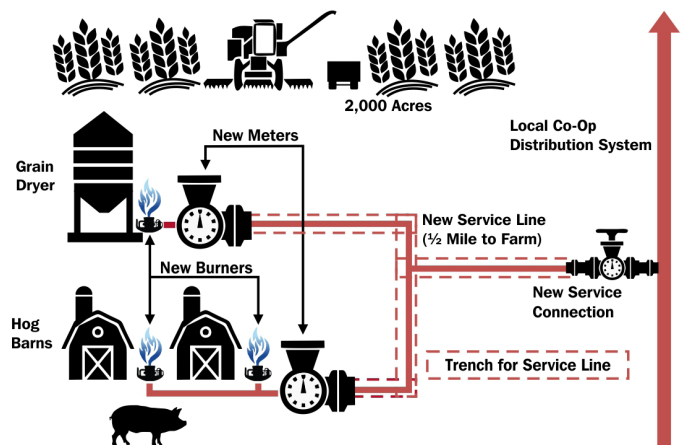 2,000 Acres
New Meters
Local Co-Op
Distribution System
Grain
Dryer
New Service Line
(½ Mile to Farm)
New Burners
New Service
Connection
Hog
Barns
Trench for Service Line